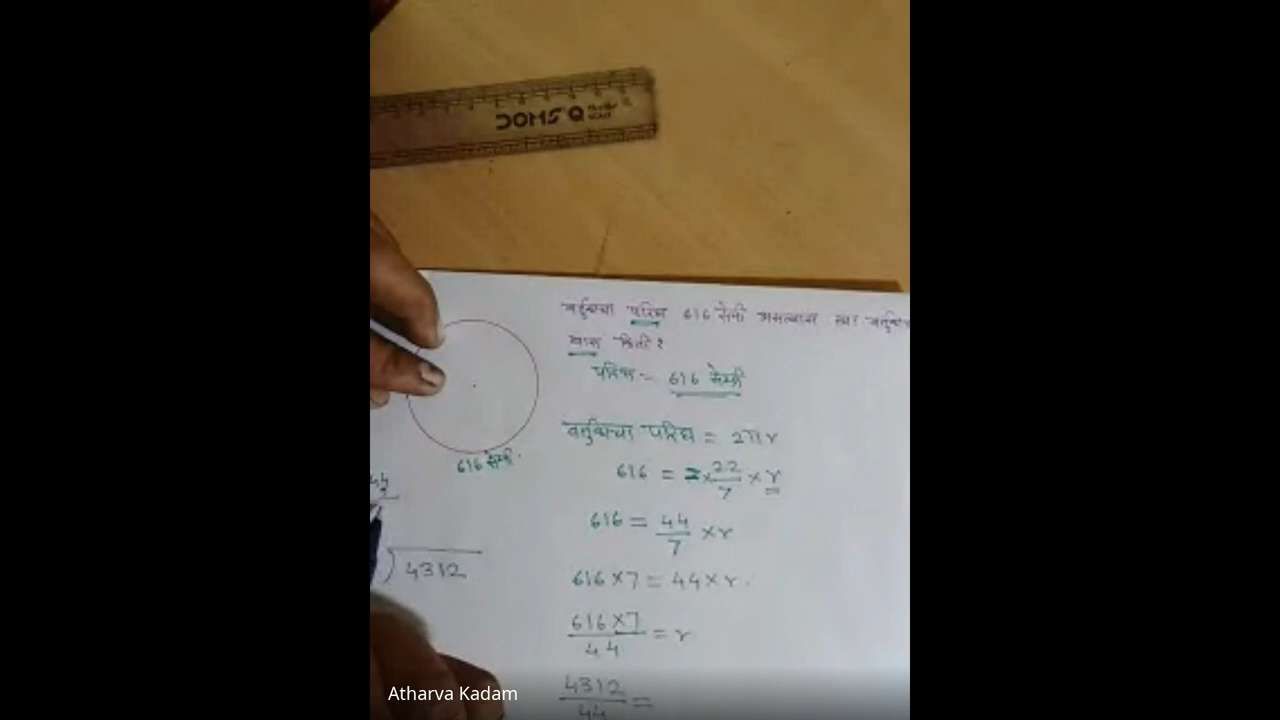 DOMS Q
वर्तुळाचा परिघ 616 सेमी असल्यास त्या
व्यास किती?
परिघ - 616 सेमी
वर्तुळाचा परिघ = 2πr
616 = 2 × 22/7 × r
616 सेमी.
616 = 44/7 × r
44
616 × 7 = 44 × r.
) 4312
616 × 7 / 44 = r
4312 / 44 =
Atharva Kadam